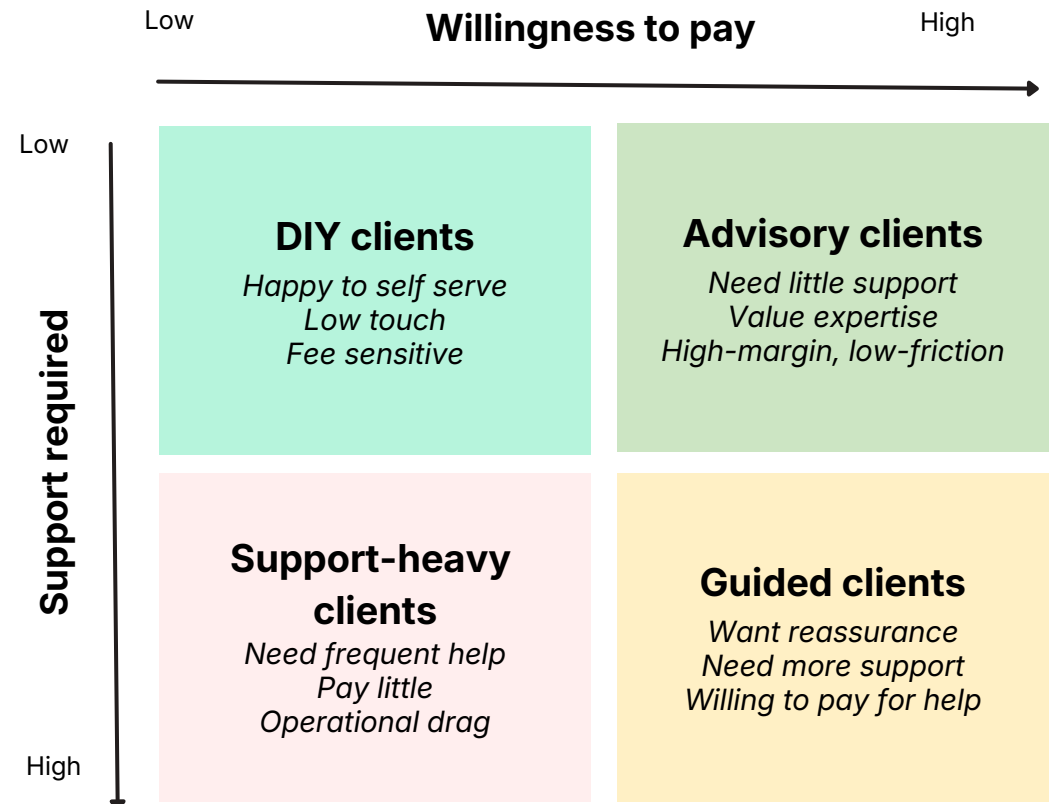 Low
Willingness to pay
High
Low
Support required
High
DIY clients
Happy to self serve
Low touch
Fee sensitive
Advisory clients
Need little support
Value expertise
High-margin, low-friction
Support-heavy
clients
Need frequent help
Pay little
Operational drag
Guided clients
Want reassurance
Need more support
Willing to pay for help